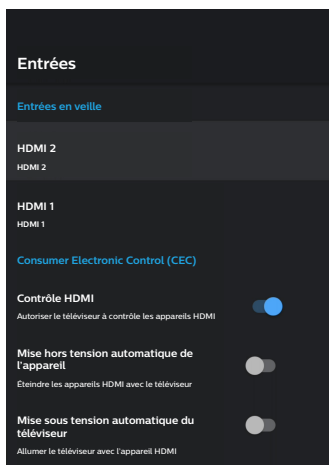 Entrées
Entrées en veille
HDMI 2
HDMI 2
HDMI 1
HDMI 1
Consumer Electronic Control (CEC)
Contrôle HDMI
Autoriser le téléviseur à contrôle les appareils HDMI
Mise hors tension automatique de
l'appareil
Éteindre les appareils HDMI avec le téléviseur
Mise sous tension automatique du
téléviseur
Allumer le téléviseur avec l'appareil HDMI